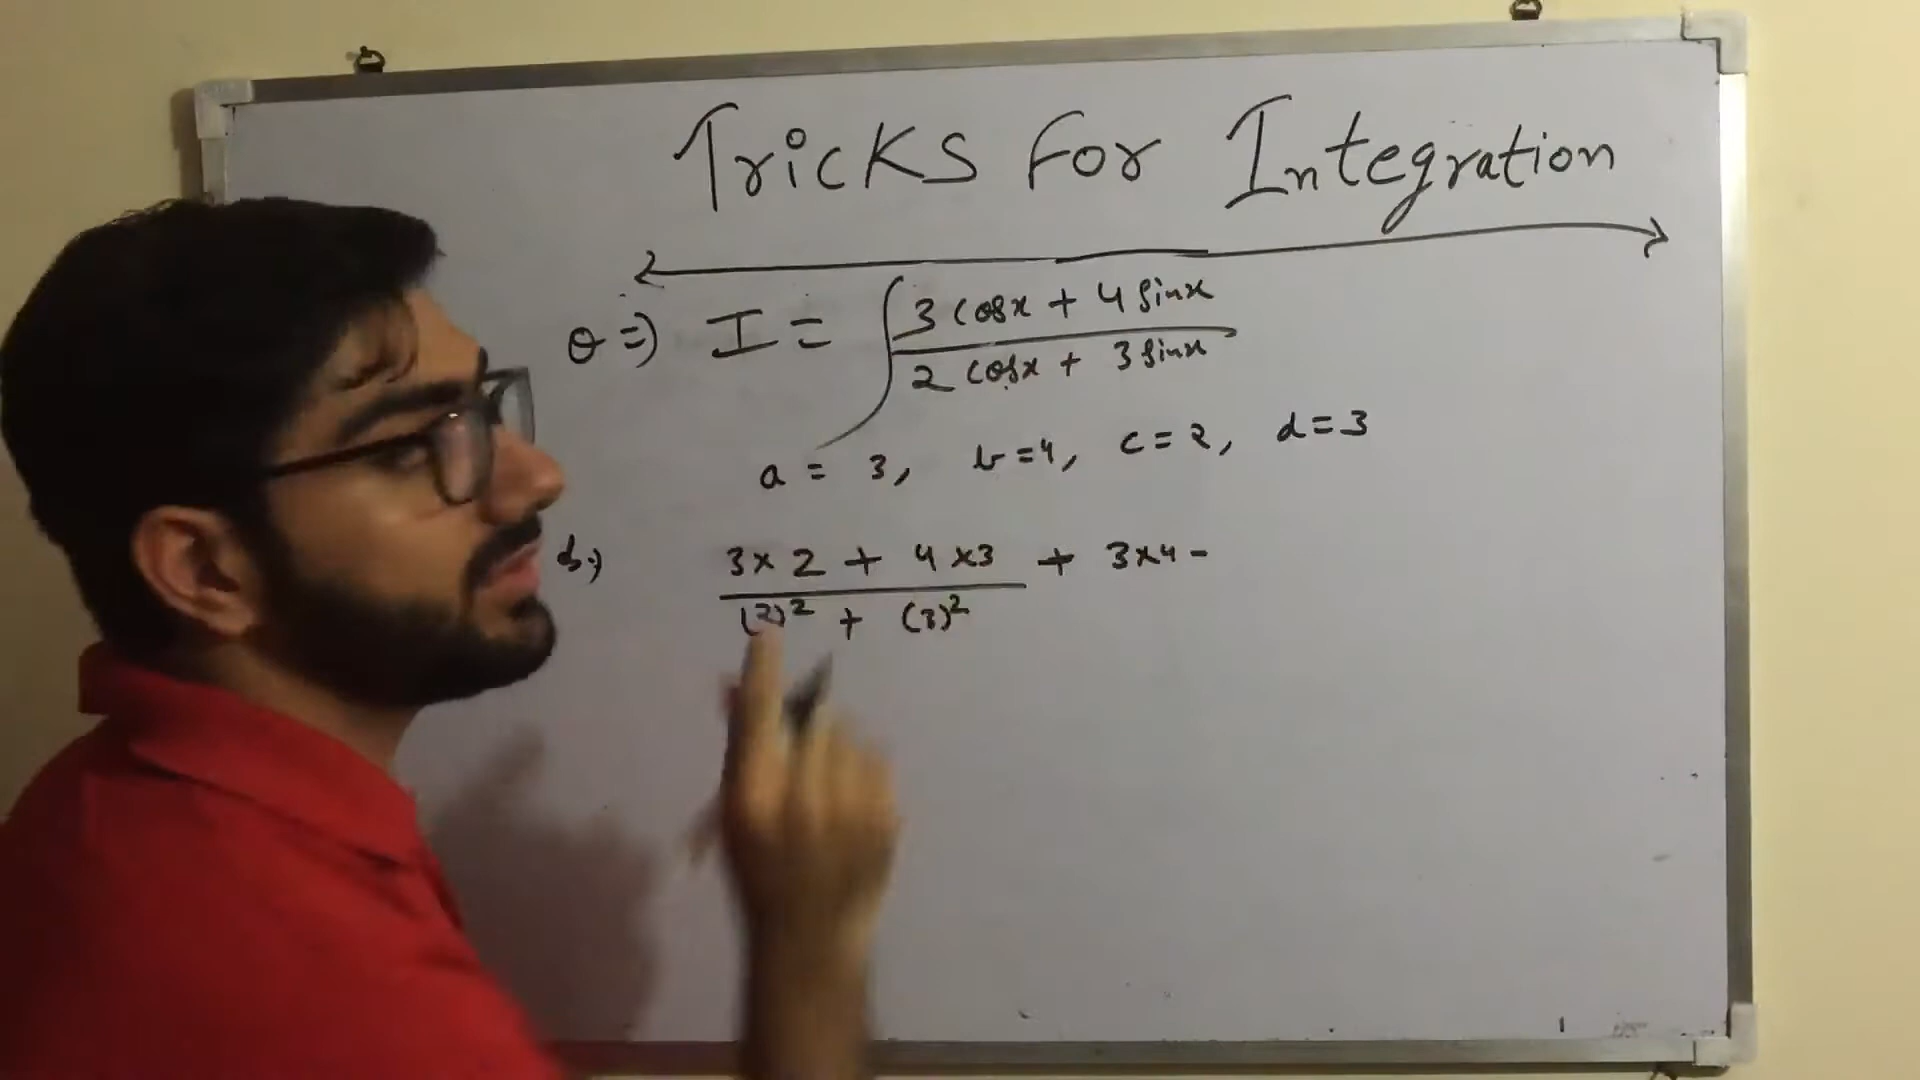 Tricks For Integration
Q => I = ∫ (3 cosx + 4 sinx) / (2 cosx + 3 sinx)
a = 3, b = 4, c = 2, d = 3
3 x 2 + 4 x 3 + 3 x 4 -
(2)² + (3)²